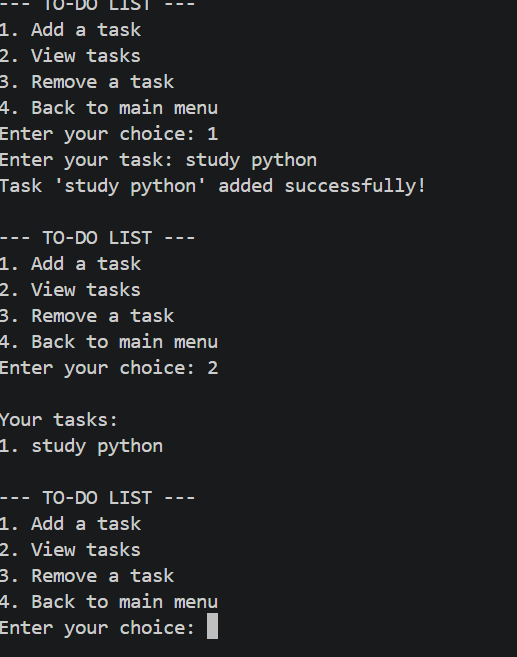 --- TO-DO LIST ---
1. Add a task
2. View tasks
3. Remove a task
4. Back to main menu
Enter your choice: 1
Enter your task: study python
Task 'study python' added successfully!
--- TO-DO LIST ---
1. Add a task
2. View tasks
3. Remove a task
4. Back to main menu
Enter your choice: 2
Your tasks:
1. study python
--- TO-DO LIST ---
1. Add a task
2. View tasks
3. Remove a task
4. Back to main menu
Enter your choice: